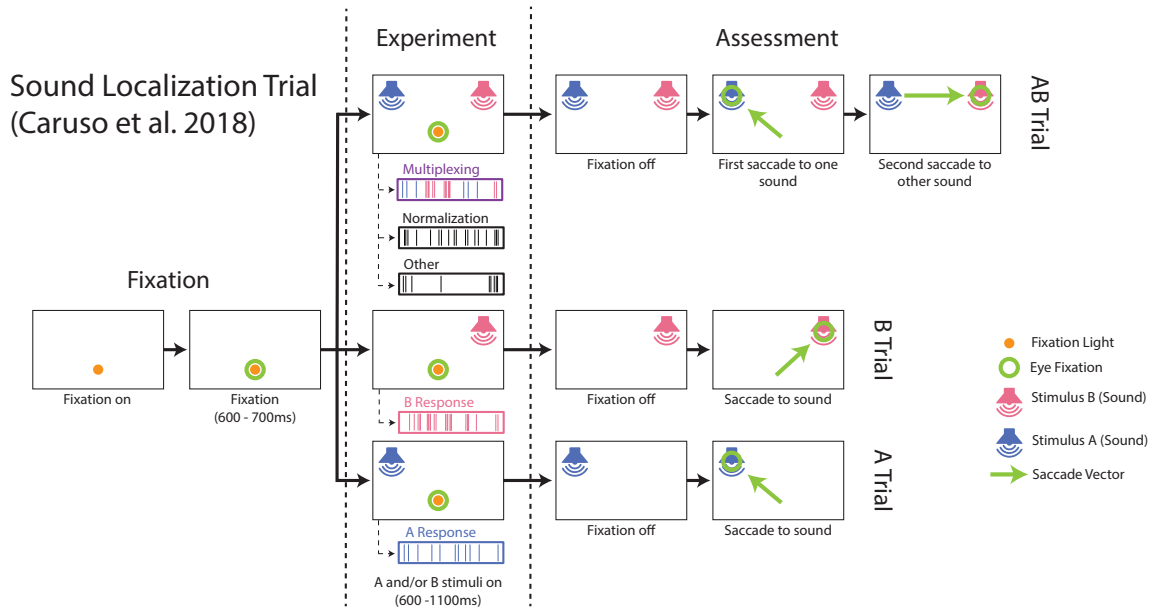 Sound Localization Trial
(Caruso et al. 2018)
Experiment
Assessment
Fixation off
First saccade to one
sound
Second saccade to
other sound
AB Trial
Multiplexing
Normalization
Other
Fixation
Fixation on
Fixation
(600 - 700ms)
B Response
Fixation off
Saccade to sound
B Trial
A Response
Fixation off
Saccade to sound
A Trial
A and/or B stimuli on
(600 -1100ms)
Fixation Light
Eye Fixation
Stimulus B (Sound)
Stimulus A (Sound)
Saccade Vector